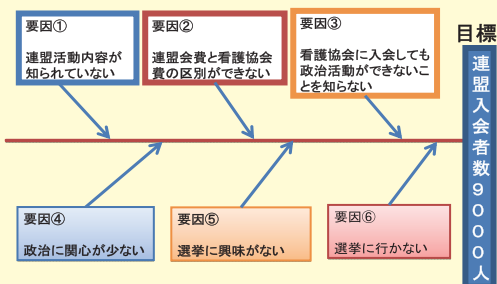 要因①
連盟活動内容が
知られていない
要因②
連盟会費と看護協会
費の区別ができない
要因③
看護協会に入会しても
政治活動ができないこ
とを知らない
目標
連盟入会者数9000人
要因④
政治に関心が少ない
要因⑤
選挙に興味がない
要因⑥
選挙に行かない